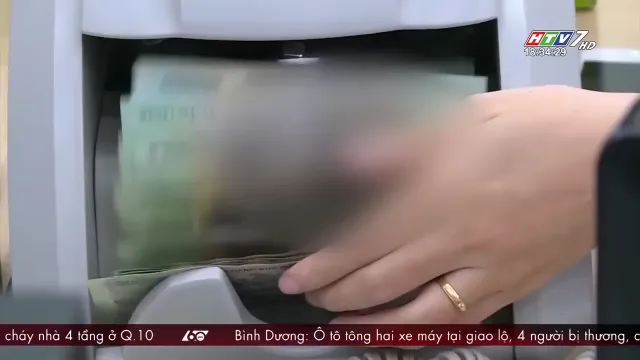 HTV7 HD
18:34:29
cháy nhà 4 tầng ở Q.10 60 Bình Dương: Ô tô tông hai xe máy tại giao lộ, 4 người bị thương,